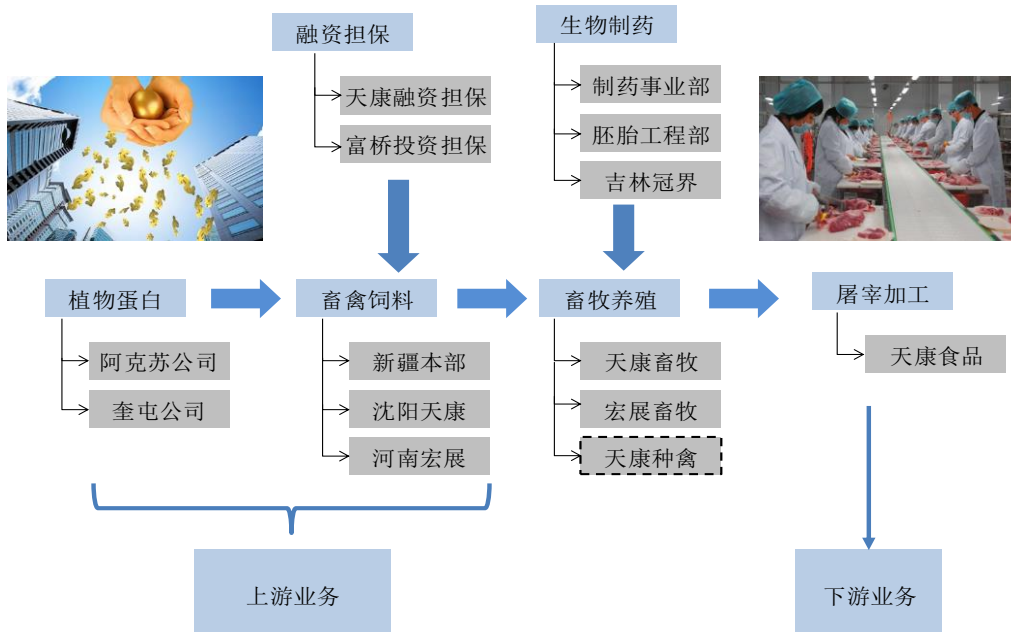 融资担保
天康融资担保
富桥投资担保
生物制药
制药事业部
胚胎工程部
吉林冠界
植物蛋白
阿克苏公司
奎屯公司
畜禽饲料
新疆本部
沈阳天康
河南宏展
畜牧养殖
天康畜牧
宏展畜牧
天康种禽
屠宰加工
天康食品
上游业务
下游业务